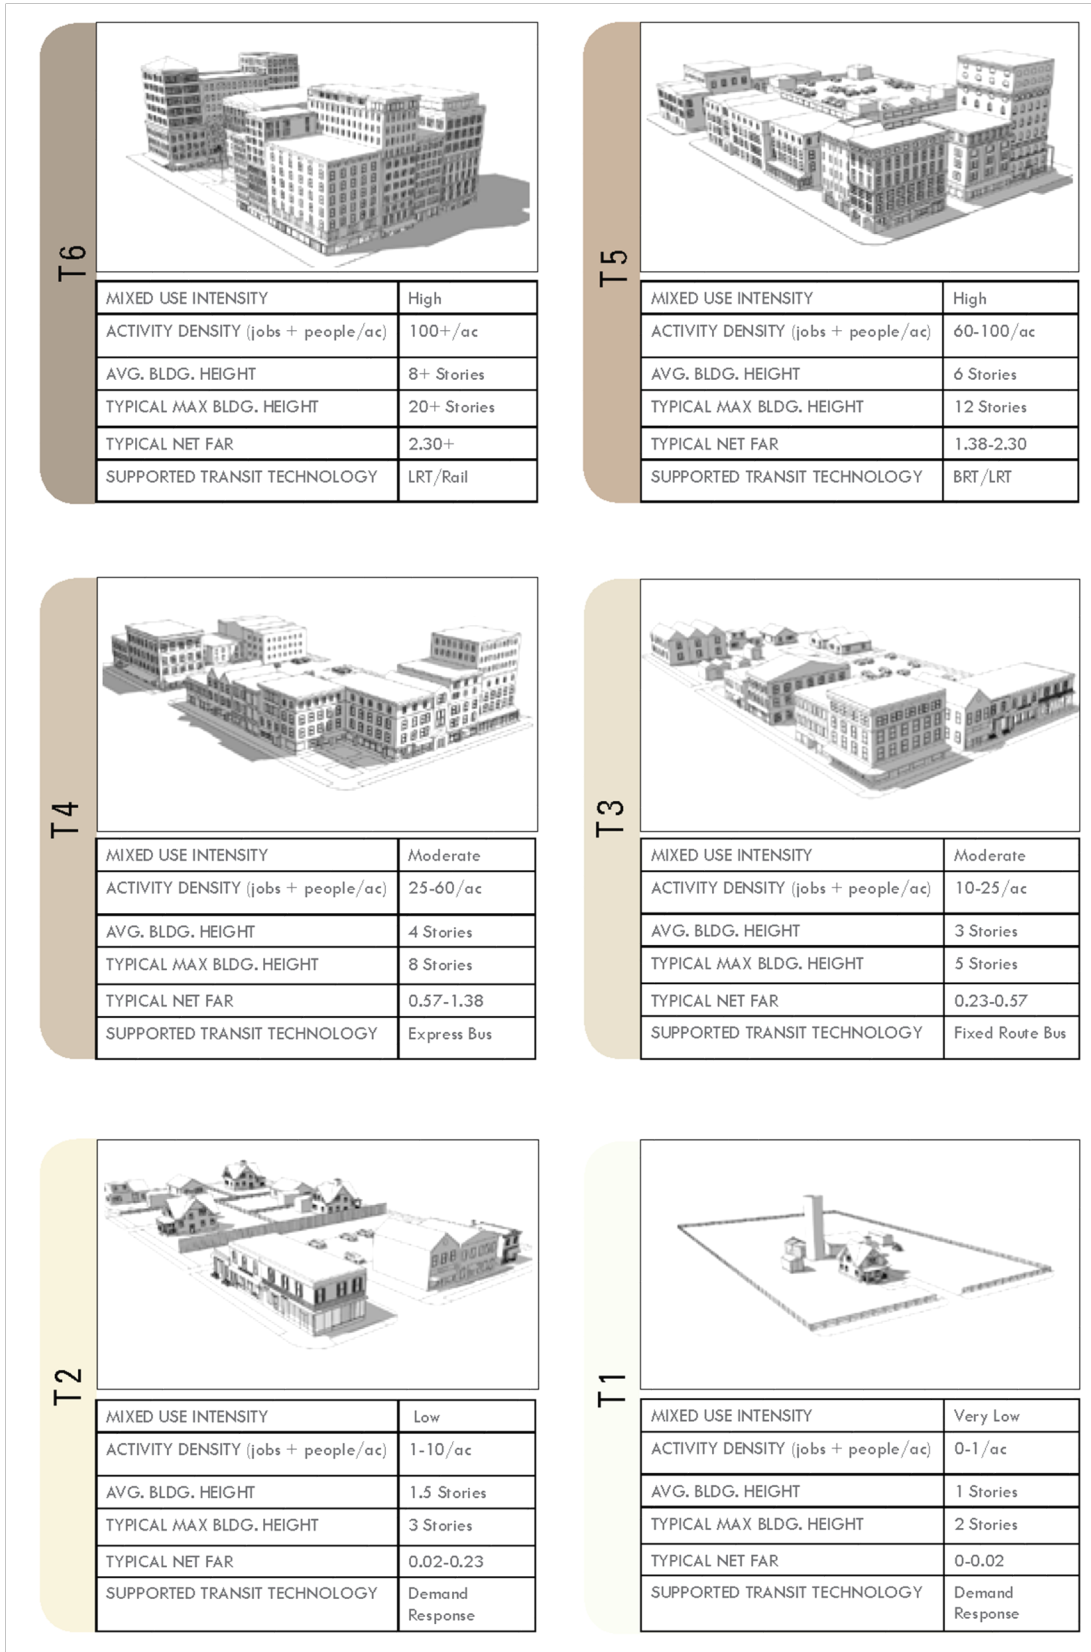 T6
MIXED USE INTENSITY High
ACTIVITY DENSITY (jobs + people/ac) 100+/ac
AVG. BLDG. HEIGHT 8+ Stories
TYPICAL MAX BLDG. HEIGHT 20+ Stories
TYPICAL NET FAR 2.30+
SUPPORTED TRANSIT TECHNOLOGY LRT/Rail
T5
MIXED USE INTENSITY High
ACTIVITY DENSITY (jobs + people/ac) 60-100/ac
AVG. BLDG. HEIGHT 6 Stories
TYPICAL MAX BLDG. HEIGHT 12 Stories
TYPICAL NET FAR 1.38-2.30
SUPPORTED TRANSIT TECHNOLOGY BRT/LRT
T4
MIXED USE INTENSITY Moderate
ACTIVITY DENSITY (jobs + people/ac) 25-60/ac
AVG. BLDG. HEIGHT 4 Stories
TYPICAL MAX BLDG. HEIGHT 8 Stories
TYPICAL NET FAR 0.57-1.38
SUPPORTED TRANSIT TECHNOLOGY Express Bus
T3
MIXED USE INTENSITY Moderate
ACTIVITY DENSITY (jobs + people/ac) 10-25/ac
AVG. BLDG. HEIGHT 3 Stories
TYPICAL MAX BLDG. HEIGHT 5 Stories
TYPICAL NET FAR 0.23-0.57
SUPPORTED TRANSIT TECHNOLOGY Fixed Route Bus
T2
MIXED USE INTENSITY Low
ACTIVITY DENSITY (jobs + people/ac) 1-10/ac
AVG. BLDG. HEIGHT 1.5 Stories
TYPICAL MAX BLDG. HEIGHT 3 Stories
TYPICAL NET FAR 0.02-0.23
SUPPORTED TRANSIT TECHNOLOGY Demand
Response
T1
MIXED USE INTENSITY Very Low
ACTIVITY DENSITY (jobs + people/ac) 0-1/ac
AVG. BLDG. HEIGHT 1 Stories
TYPICAL MAX BLDG. HEIGHT 2 Stories
TYPICAL NET FAR 0-0.02
SUPPORTED TRANSIT TECHNOLOGY Demand
Response